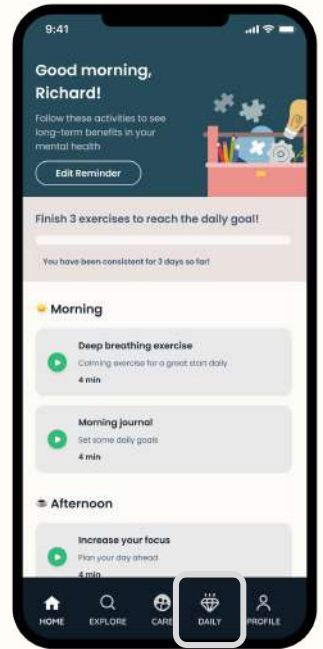 9:41
Good morning,
Richard!
Follow these activities to see
long-term benefits in your
mental health
Edit Reminder
Finish 3 exercises to reach the daily goal!
You have been consistent for 3 days so far!
Morning
Deep breathing exercise
Calming exercise for a great start daily
4 min
Morning journal
Set some daily goals
4 min
Afternoon
Increase your focus
Plan your day ahead
4 min
HOME EXPLORE CARE DAILY PROFILE